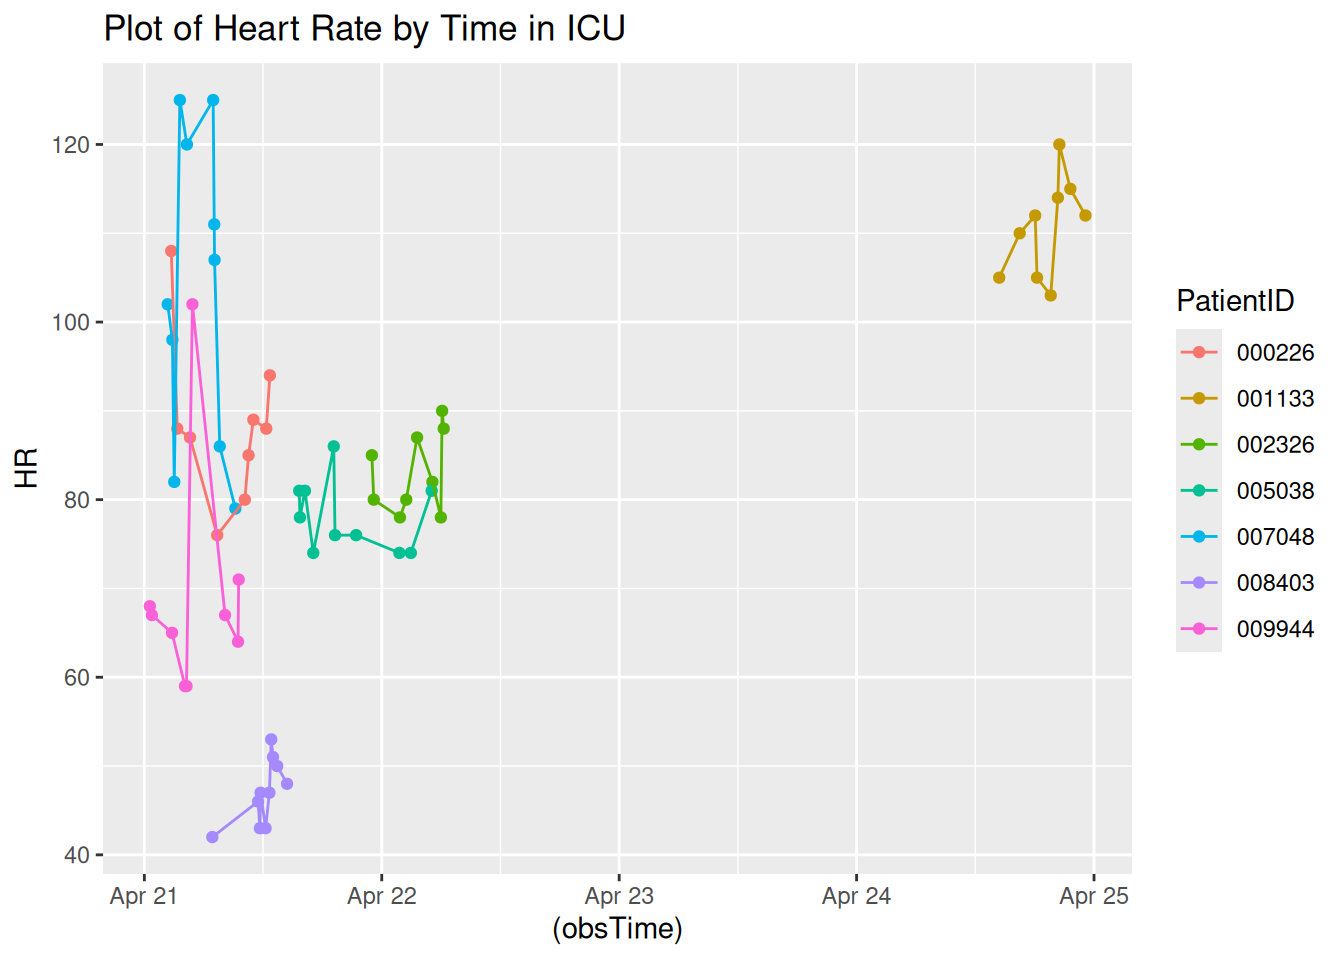 Plot of Heart Rate by Time in ICU
HR
120
100
80
60
40
Apr 21
Apr 22
Apr 23
Apr 24
Apr 25
(obsTime)
PatientID
000226
001133
002326
005038
007048
008403
009944